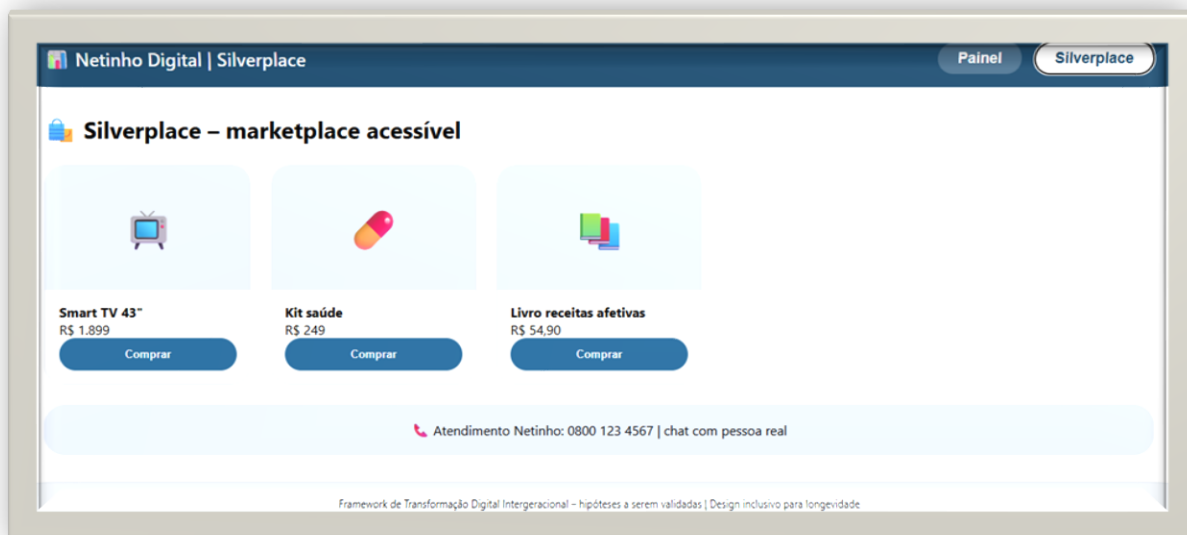 Netinho Digital | Silverplace
Painel
Silverplace
Silverplace – marketplace acessível
Smart TV 43"
R$ 1.899
Comprar
Kit saúde
R$ 249
Comprar
Livro receitas afetivas
R$ 54,90
Comprar
Atendimento Netinho: 0800 123 4567 | chat com pessoa real
Framework de Transformação Digital Intergeracional – hipóteses a serem validadas | Design inclusivo para longevidade